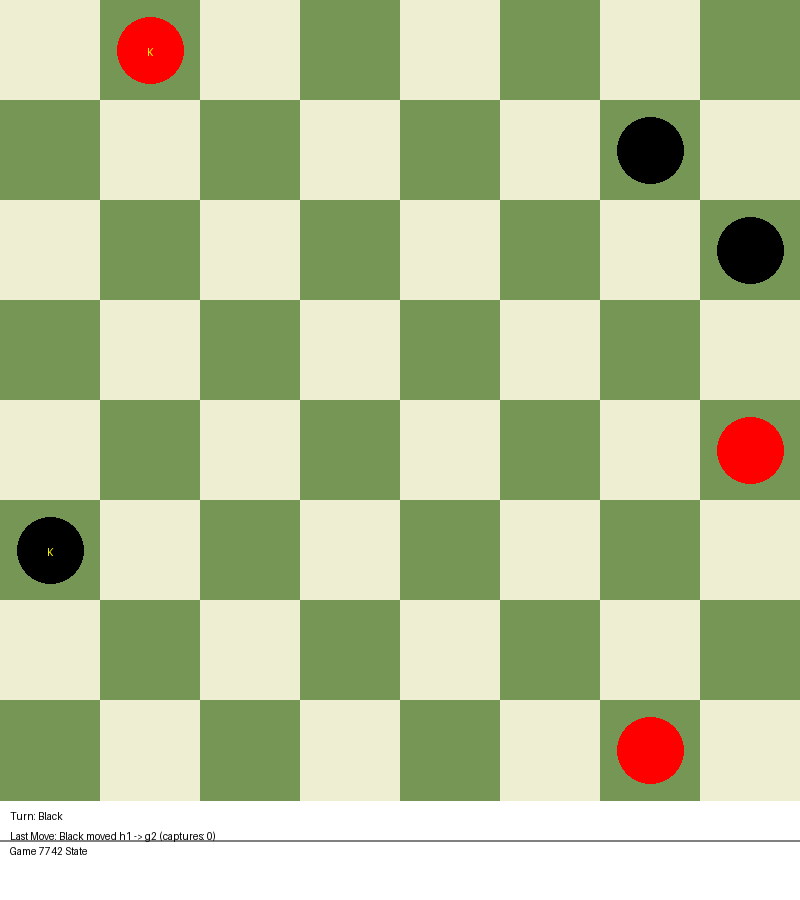 K
K
Turn: Black
Last Move: Black moved h1 -> g2 (captures: 0)
Game 7742 State